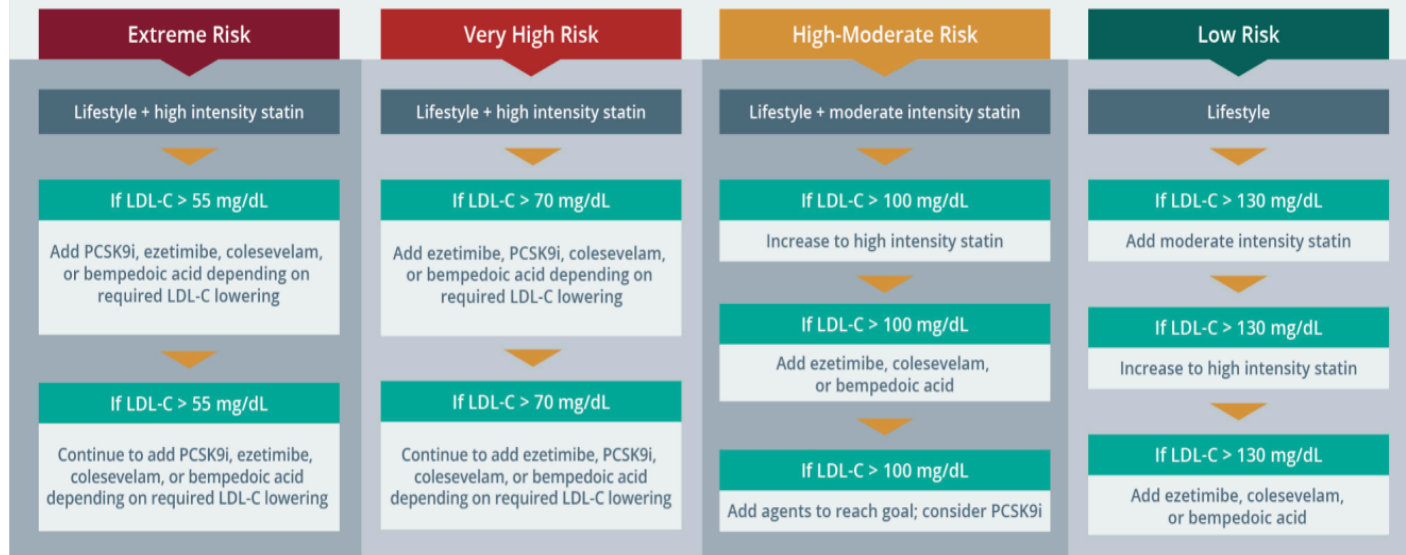 Extreme Risk
Lifestyle + high intensity statin
If LDL-C > 55 mg/dL
Add PCSK9i, ezetimibe, colesevelam,
or bempedoic acid depending on
required LDL-C lowering
If LDL-C > 55 mg/dL
Continue to add PCSK9i, ezetimibe,
colesevelam, or bempedoic acid
depending on required LDL-C lowering
Very High Risk
Lifestyle + high intensity statin
If LDL-C > 70 mg/dL
Add ezetimibe, PCSK9i, colesevelam,
or bempedoic acid depending on
required LDL-C lowering
If LDL-C > 70 mg/dL
Continue to add ezetimibe, PCSK9i,
colesevelam, or bempedoic acid
depending on required LDL-C lowering
High-Moderate Risk
Lifestyle + moderate intensity statin
If LDL-C > 100 mg/dL
Increase to high intensity statin
If LDL-C > 100 mg/dL
Add ezetimibe, colesevelam,
or bempedoic acid
If LDL-C > 100 mg/dL
Add agents to reach goal; consider PCSK9i
Low Risk
Lifestyle
If LDL-C > 130 mg/dL
Add moderate intensity statin
If LDL-C > 130 mg/dL
Increase to high intensity statin
If LDL-C > 130 mg/dL
Add ezetimibe, colesevelam,
or bempedoic acid